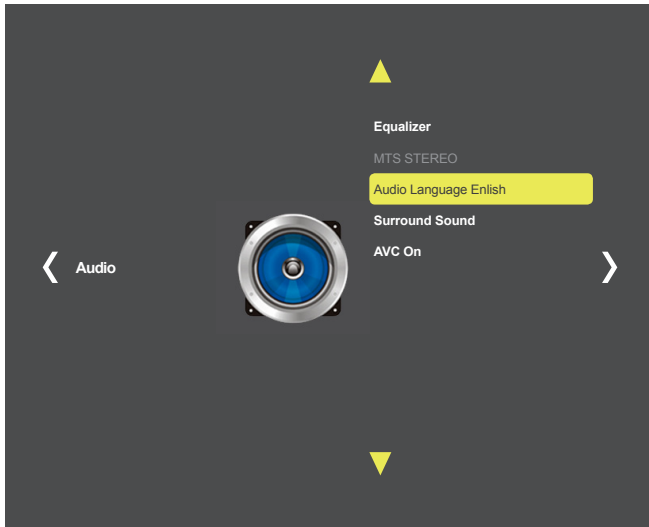 Equalizer
MTS STEREO
Audio Language Enlish
Surround Sound
AVC On
Audio